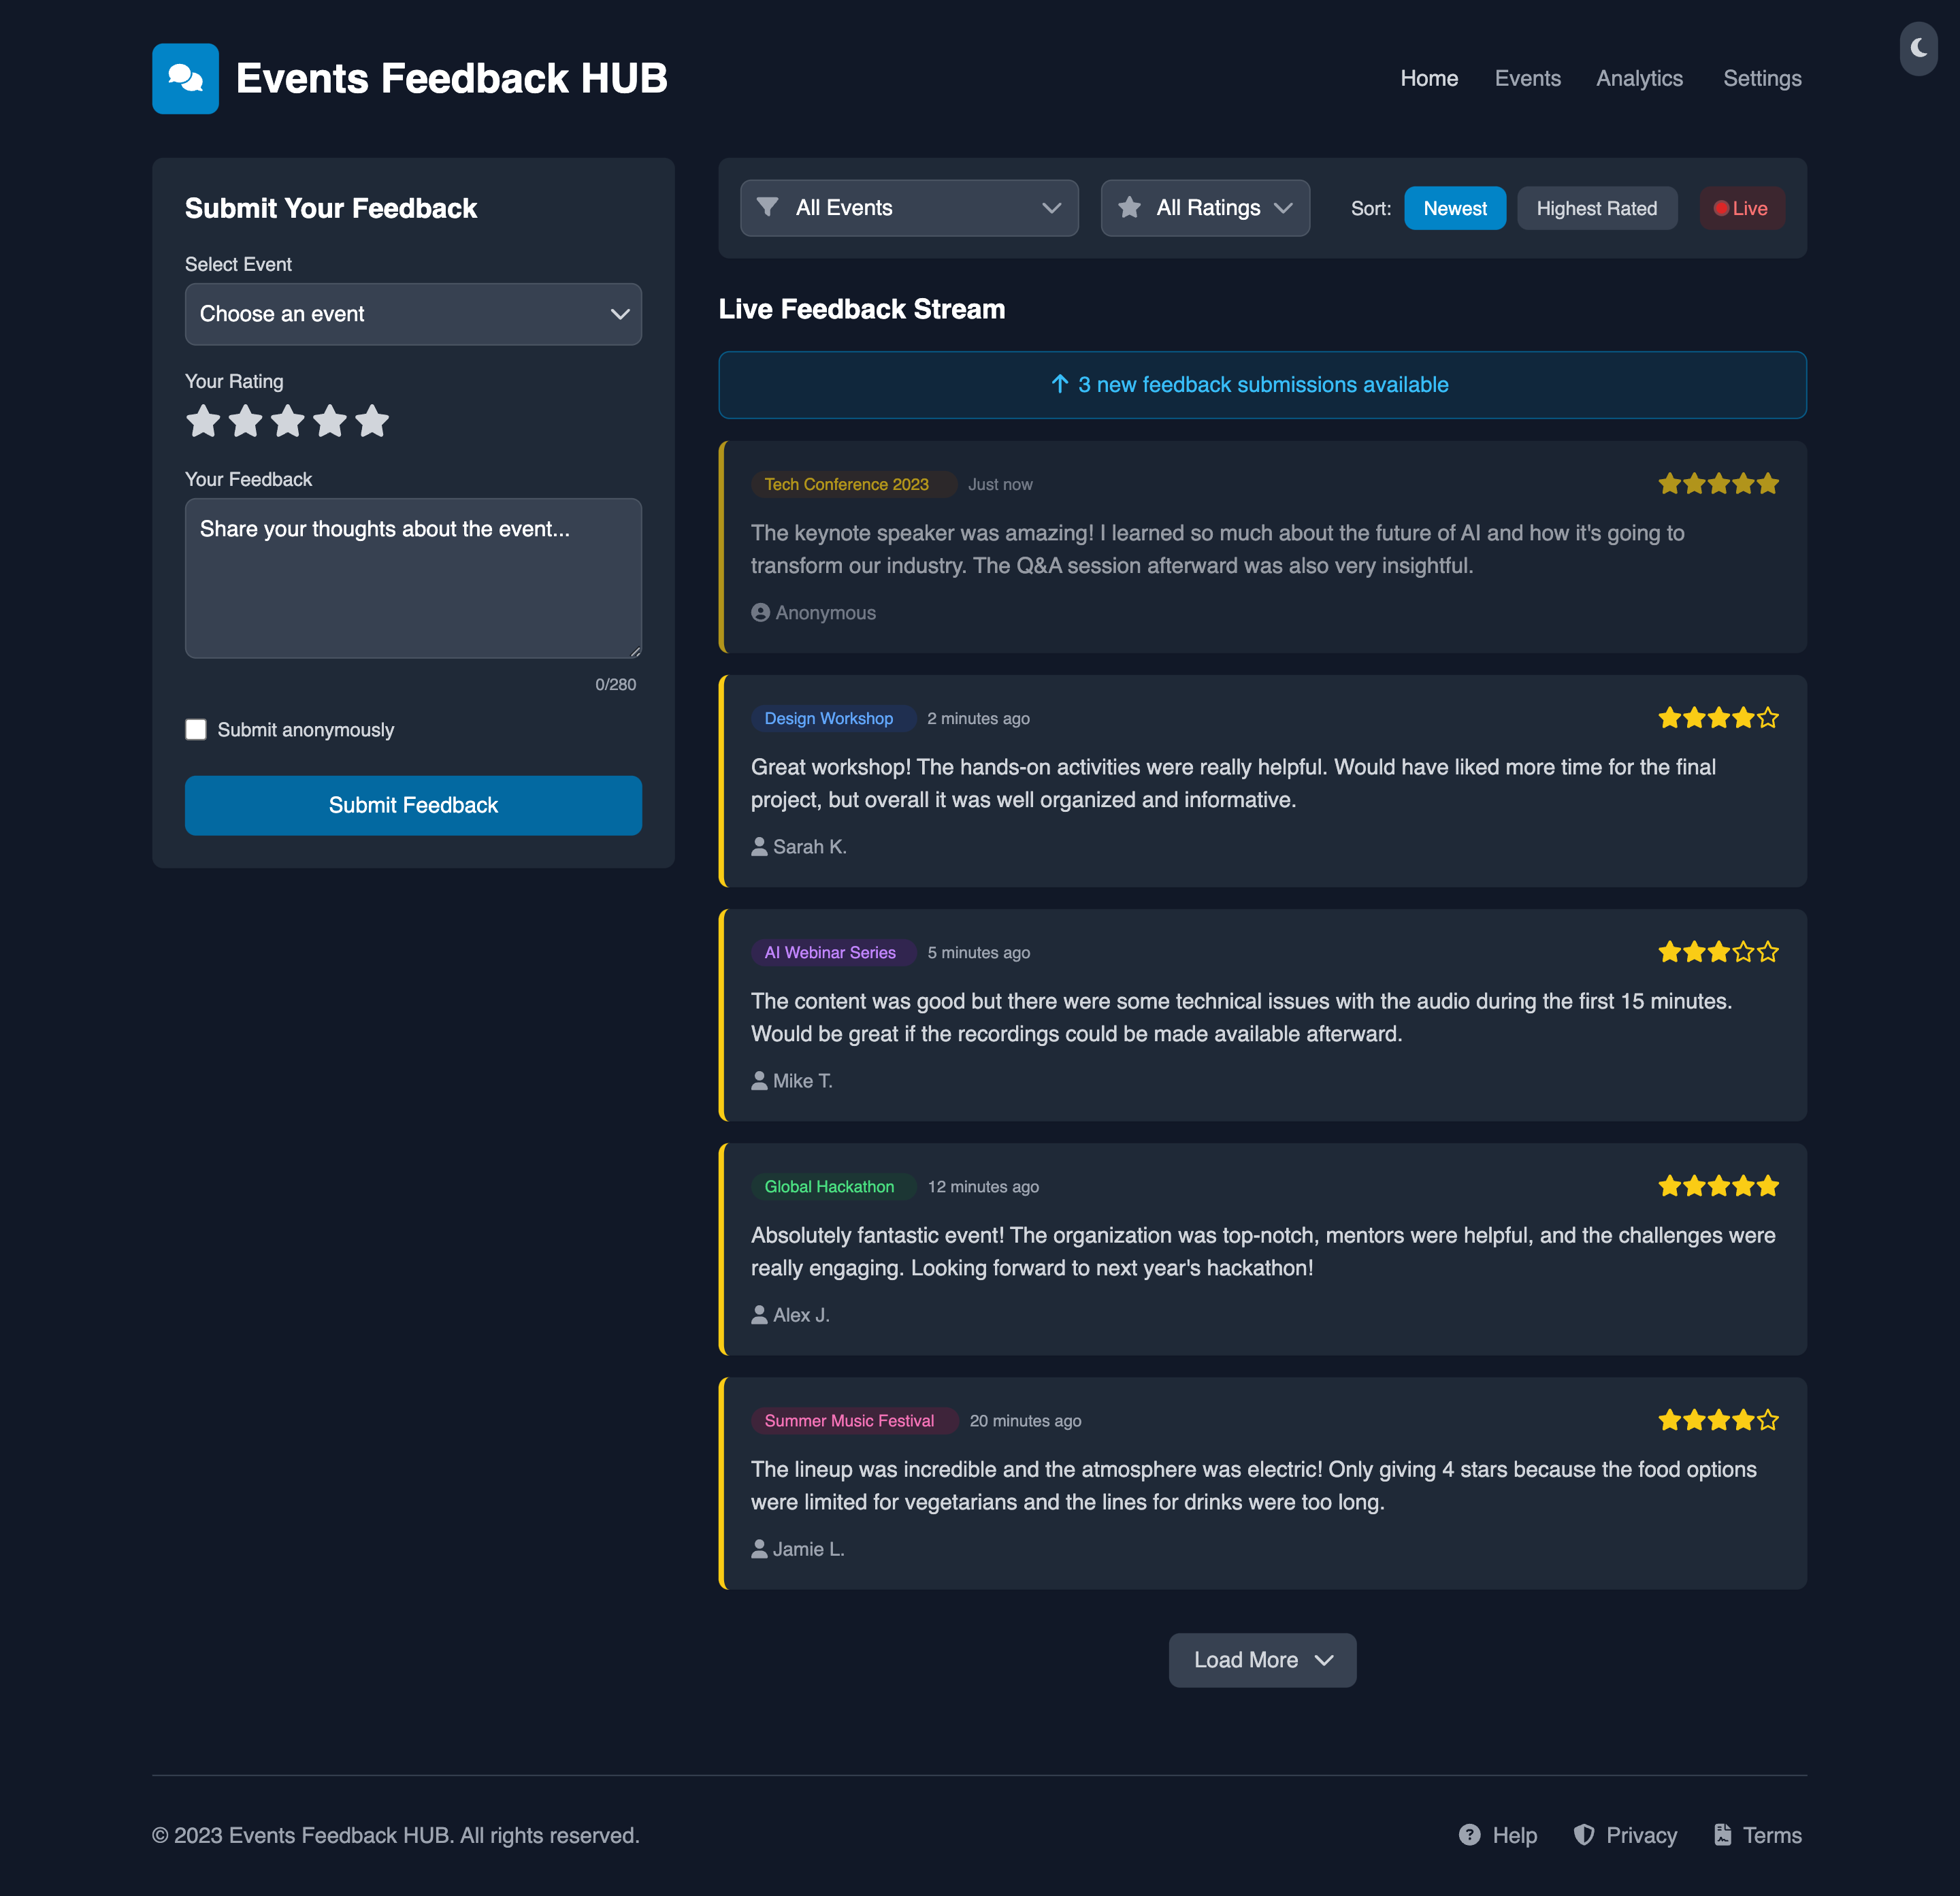 Events Feedback HUB
Home Events Analytics Settings
Submit Your Feedback
Select Event
Choose an event
Your Rating
Your Feedback
Share your thoughts about the event...
0/280
Submit anonymously
Submit Feedback
All Events
All Ratings
Sort: Newest Highest Rated Live
Live Feedback Stream
3 new feedback submissions available
Tech Conference 2023 Just now
The keynote speaker was amazing! I learned so much about the future of AI and how it's going to
transform our industry. The Q&A session afterward was also very insightful.
Anonymous
Design Workshop 2 minutes ago
Great workshop! The hands-on activities were really helpful. Would have liked more time for the final
project, but overall it was well organized and informative.
Sarah K.
AI Webinar Series 5 minutes ago
The content was good but there were some technical issues with the audio during the first 15 minutes.
Would be great if the recordings could be made available afterward.
Mike T.
Global Hackathon 12 minutes ago
Absolutely fantastic event! The organization was top-notch, mentors were helpful, and the challenges were
really engaging. Looking forward to next year's hackathon!
Alex J.
Summer Music Festival 20 minutes ago
The lineup was incredible and the atmosphere was electric! Only giving 4 stars because the food options
were limited for vegetarians and the lines for drinks were too long.
Jamie L.
Load More
© 2023 Events Feedback HUB. All rights reserved.
Help Privacy Terms